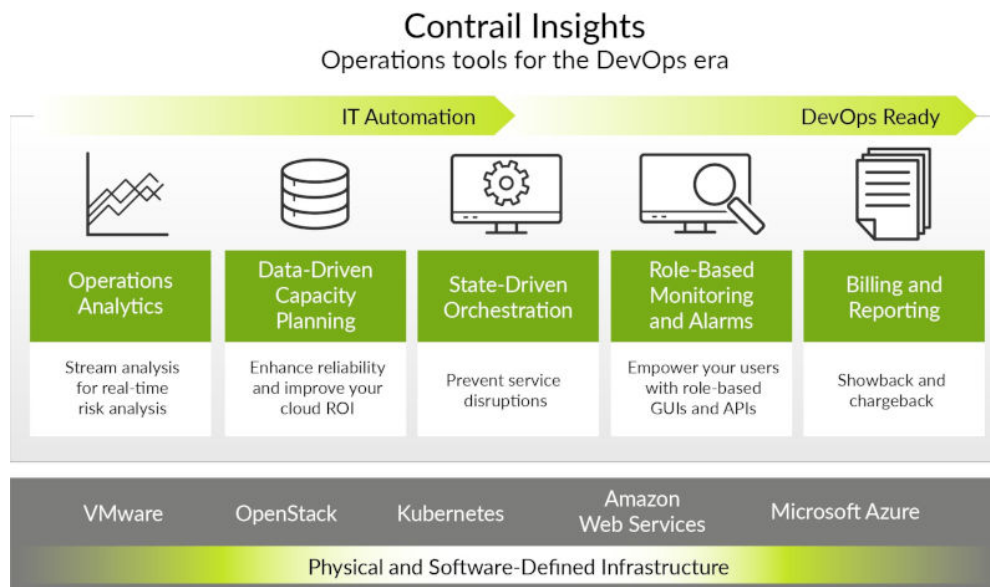 Contrail Insights
Operations tools for the DevOps era
IT Automation
DevOps Ready
Operations
Analytics
Stream analysis
for real-time
risk analysis
Data-Driven
Capacity
Planning
Enhance reliability
and improve your
cloud ROI
State-Driven
Orchestration
Prevent service
disruptions
Role-Based
Monitoring
and Alarms
Empower your users
with role-based
GUIs and APIs
Billing and
Reporting
Showback and
chargeback
VMware
OpenStack
Kubernetes
Amazon
Web Services
Microsoft Azure
Physical and Software-Defined Infrastructure